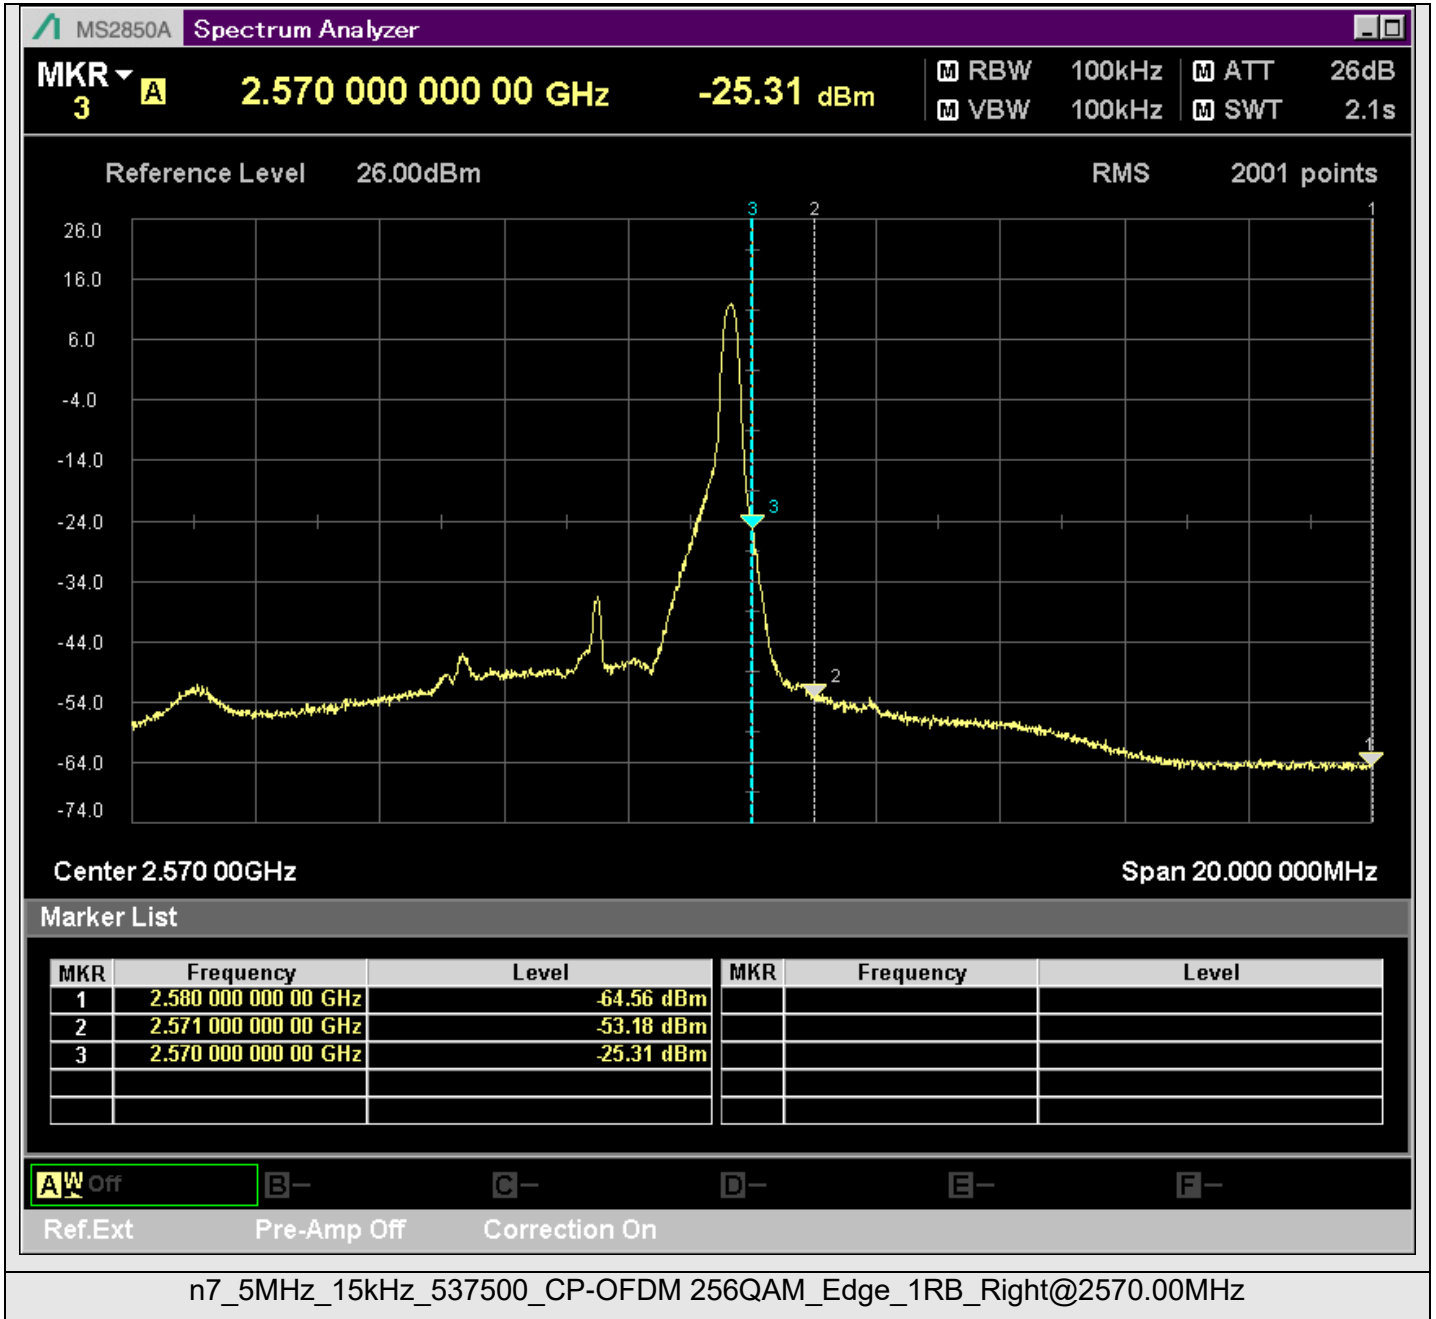 MS2850A Spectrum Analyzer
MKR 3 A 2.570 000 000 00 GHz -25.31 dBm
M RBW 100kHz M ATT 26dB
M VBW 100kHz M SWT 2.1s
Reference Level 26.00dBm RMS 2001 points
3 2 1
26.0
16.0
6.0
-4.0
-14.0
3
-24.0
-34.0
-44.0
2
-54.0
1
-64.0
-74.0
Center 2.570 00GHz Span 20.000 000MHz
Marker List
MKR Frequency Level MKR Frequency Level
1 2.580 000 000 00 GHz -64.56 dBm
2 2.571 000 000 00 GHz -53.18 dBm
3 2.570 000 000 00 GHz -25.31 dBm
A W Off B- C- D- E- F-
Ref.Ext Pre-Amp Off Correction On
n7_5MHz_15kHz_537500_CP-OFDM 256QAM_Edge_1RB_Right@2570.00MHz